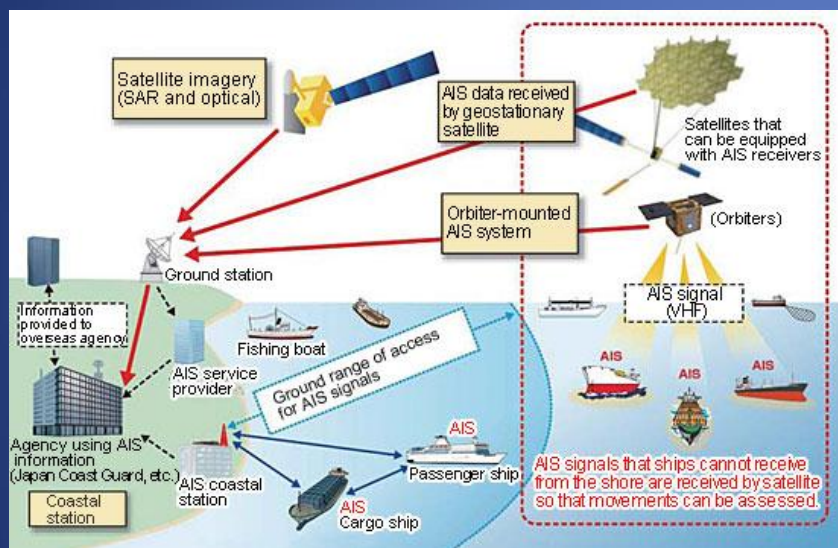 Satellite imagery
(SAR and optical)
AIS data received
by geostationary
satellite
Satellites that
can be equipped
with AIS receivers
Orbiter-mounted
AIS system
(Orbiters)
Ground station
AIS signal
(VHF)
Information
provided to
overseas agency
Fishing boat
AIS service
provider
Ground range of access
for AIS signals
AIS
AIS
AIS
Agency using AIS
information
(Japan Coast Guard, etc.)
AIS coastal
station
AIS
Passenger ship
AIS
Cargo ship
Coastal
station
AIS signals that ships cannot receive
from the shore are received by satellite
so that movements can be assessed.